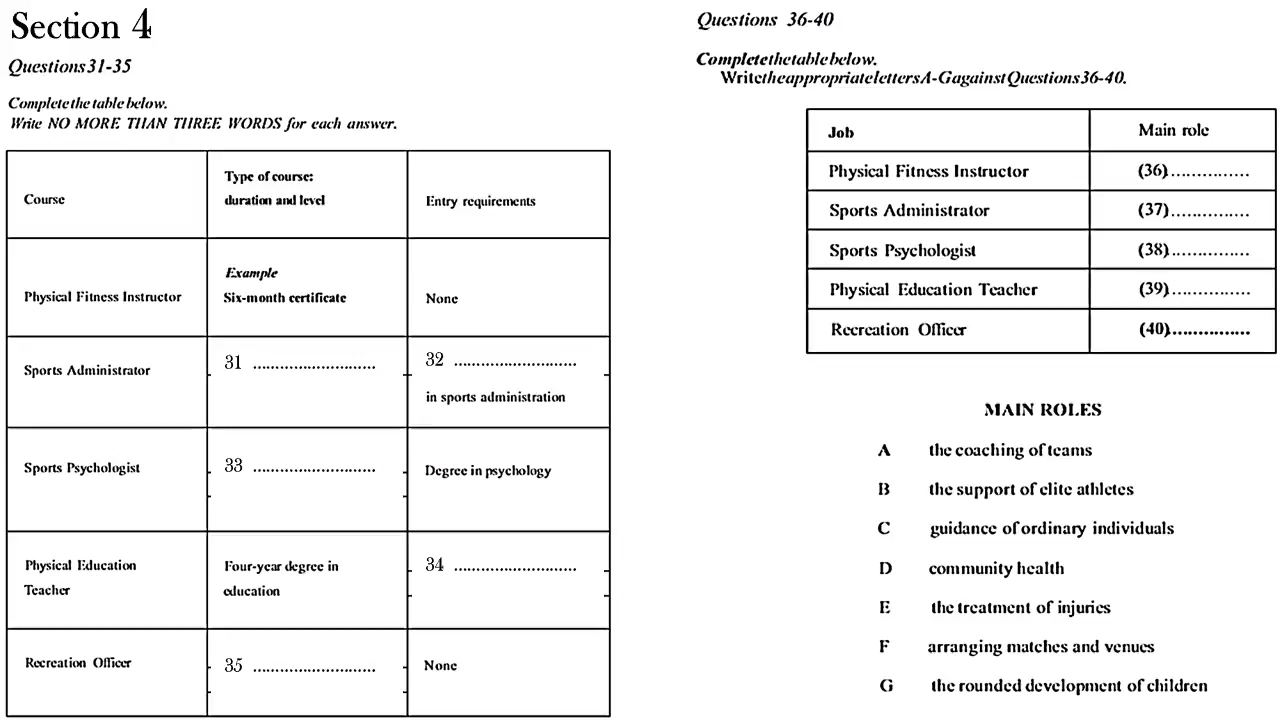 Section 4
Questions 31-35
Complete the table below.
Write NO MORE THAN THREE WORDS for each answer.
Course
Type of course:
duration and level
Entry requirements
Physical Fitness Instructor
Example
Six-month certificate
None
Sports Administrator
31 ............................
32 ............................
in sports administration
Sports Psychologist
33 ............................
Degree in psychology
Physical Education
Teacher
Four-year degree in
education
34 ............................
Recreation Officer
35 ............................
None
Questions 36-40
Complete the table below.
Write the appropriate letters A-G against Questions 36-40.
Job
Main role
Physical Fitness Instructor
(36)...............
Sports Administrator
(37)...............
Sports Psychologist
(38)...............
Physical Education Teacher
(39)...............
Recreation Officer
(40)...............
MAIN ROLES
A the coaching of teams
B the support of elite athletes
C guidance of ordinary individuals
D community health
E the treatment of injuries
F arranging matches and venues
G the rounded development of children